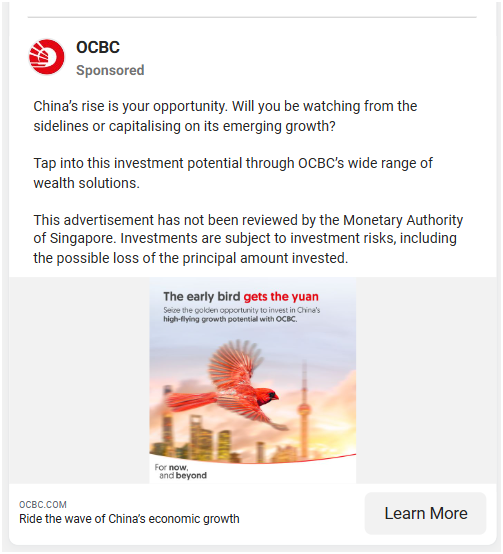 OCBC
Sponsored
China's rise is your opportunity. Will you be watching from the
sidelines or capitalising on its emerging growth?
Tap into this investment potential through OCBC's wide range of
wealth solutions.
This advertisement has not been reviewed by the Monetary Authority
of Singapore. Investments are subject to investment risks, including
the possible loss of the principal amount invested.
The early bird gets the yuan
Seize the golden opportunity to invest in China's
high-flying growth potential with OCBC.
For now,
and beyond
OCBC.COM
Ride the wave of China's economic growth
Learn More